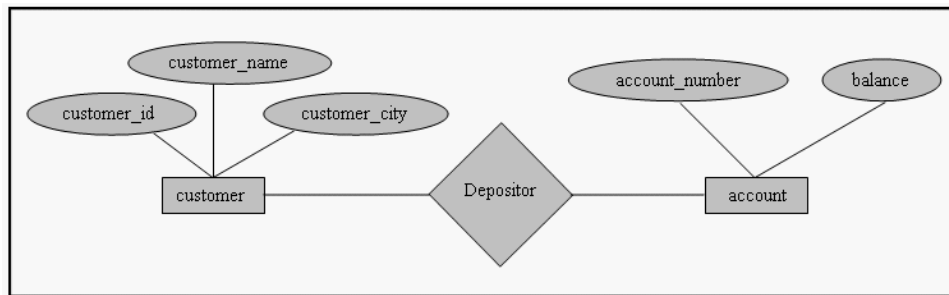 customer_name
customer_id
customer_city
account_number
balance
customer
Depositor
account